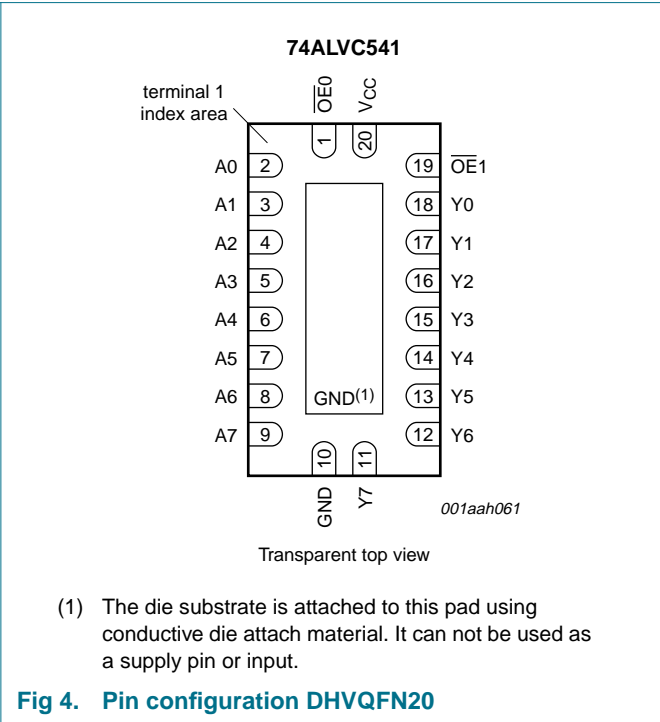 74ALVC541
terminal 1
index area
OE0
VCC
1
20
A0 2
19 OE1
A1 3
18 Y0
A2 4
17 Y1
A3 5
16 Y2
A4 6
15 Y3
A5 7
14 Y4
A6 8
GND(1)
13 Y5
A7 9
12 Y6
10
11
GND
Y7
001aah061
Transparent top view
(1) The die substrate is attached to this pad using
conductive die attach material. It can not be used as
a supply pin or input.
Fig 4. Pin configuration DHVQFN20